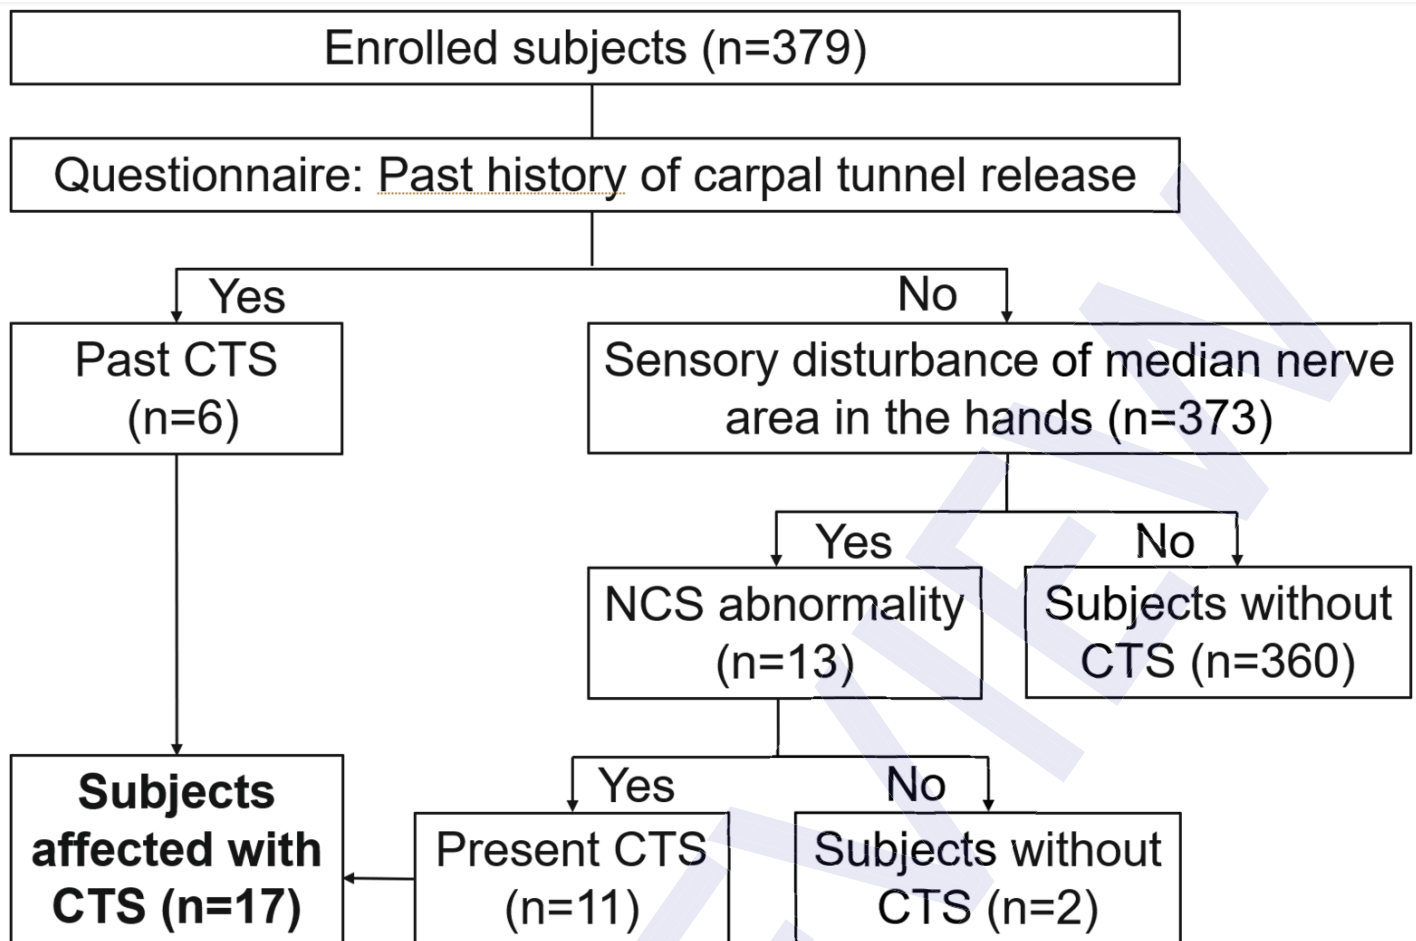 Enrolled subjects (n=379)
Questionnaire: Past history of carpal tunnel release
Yes
No
Past CTS
(n=6)
Sensory disturbance of median nerve
area in the hands (n=373)
Yes
No
NCS abnormality
(n=13)
Subjects without
CTS (n=360)
Yes
No
Subjects
affected with
CTS (n=17)
Present CTS
(n=11)
Subjects without
CTS (n=2)
EVIEW